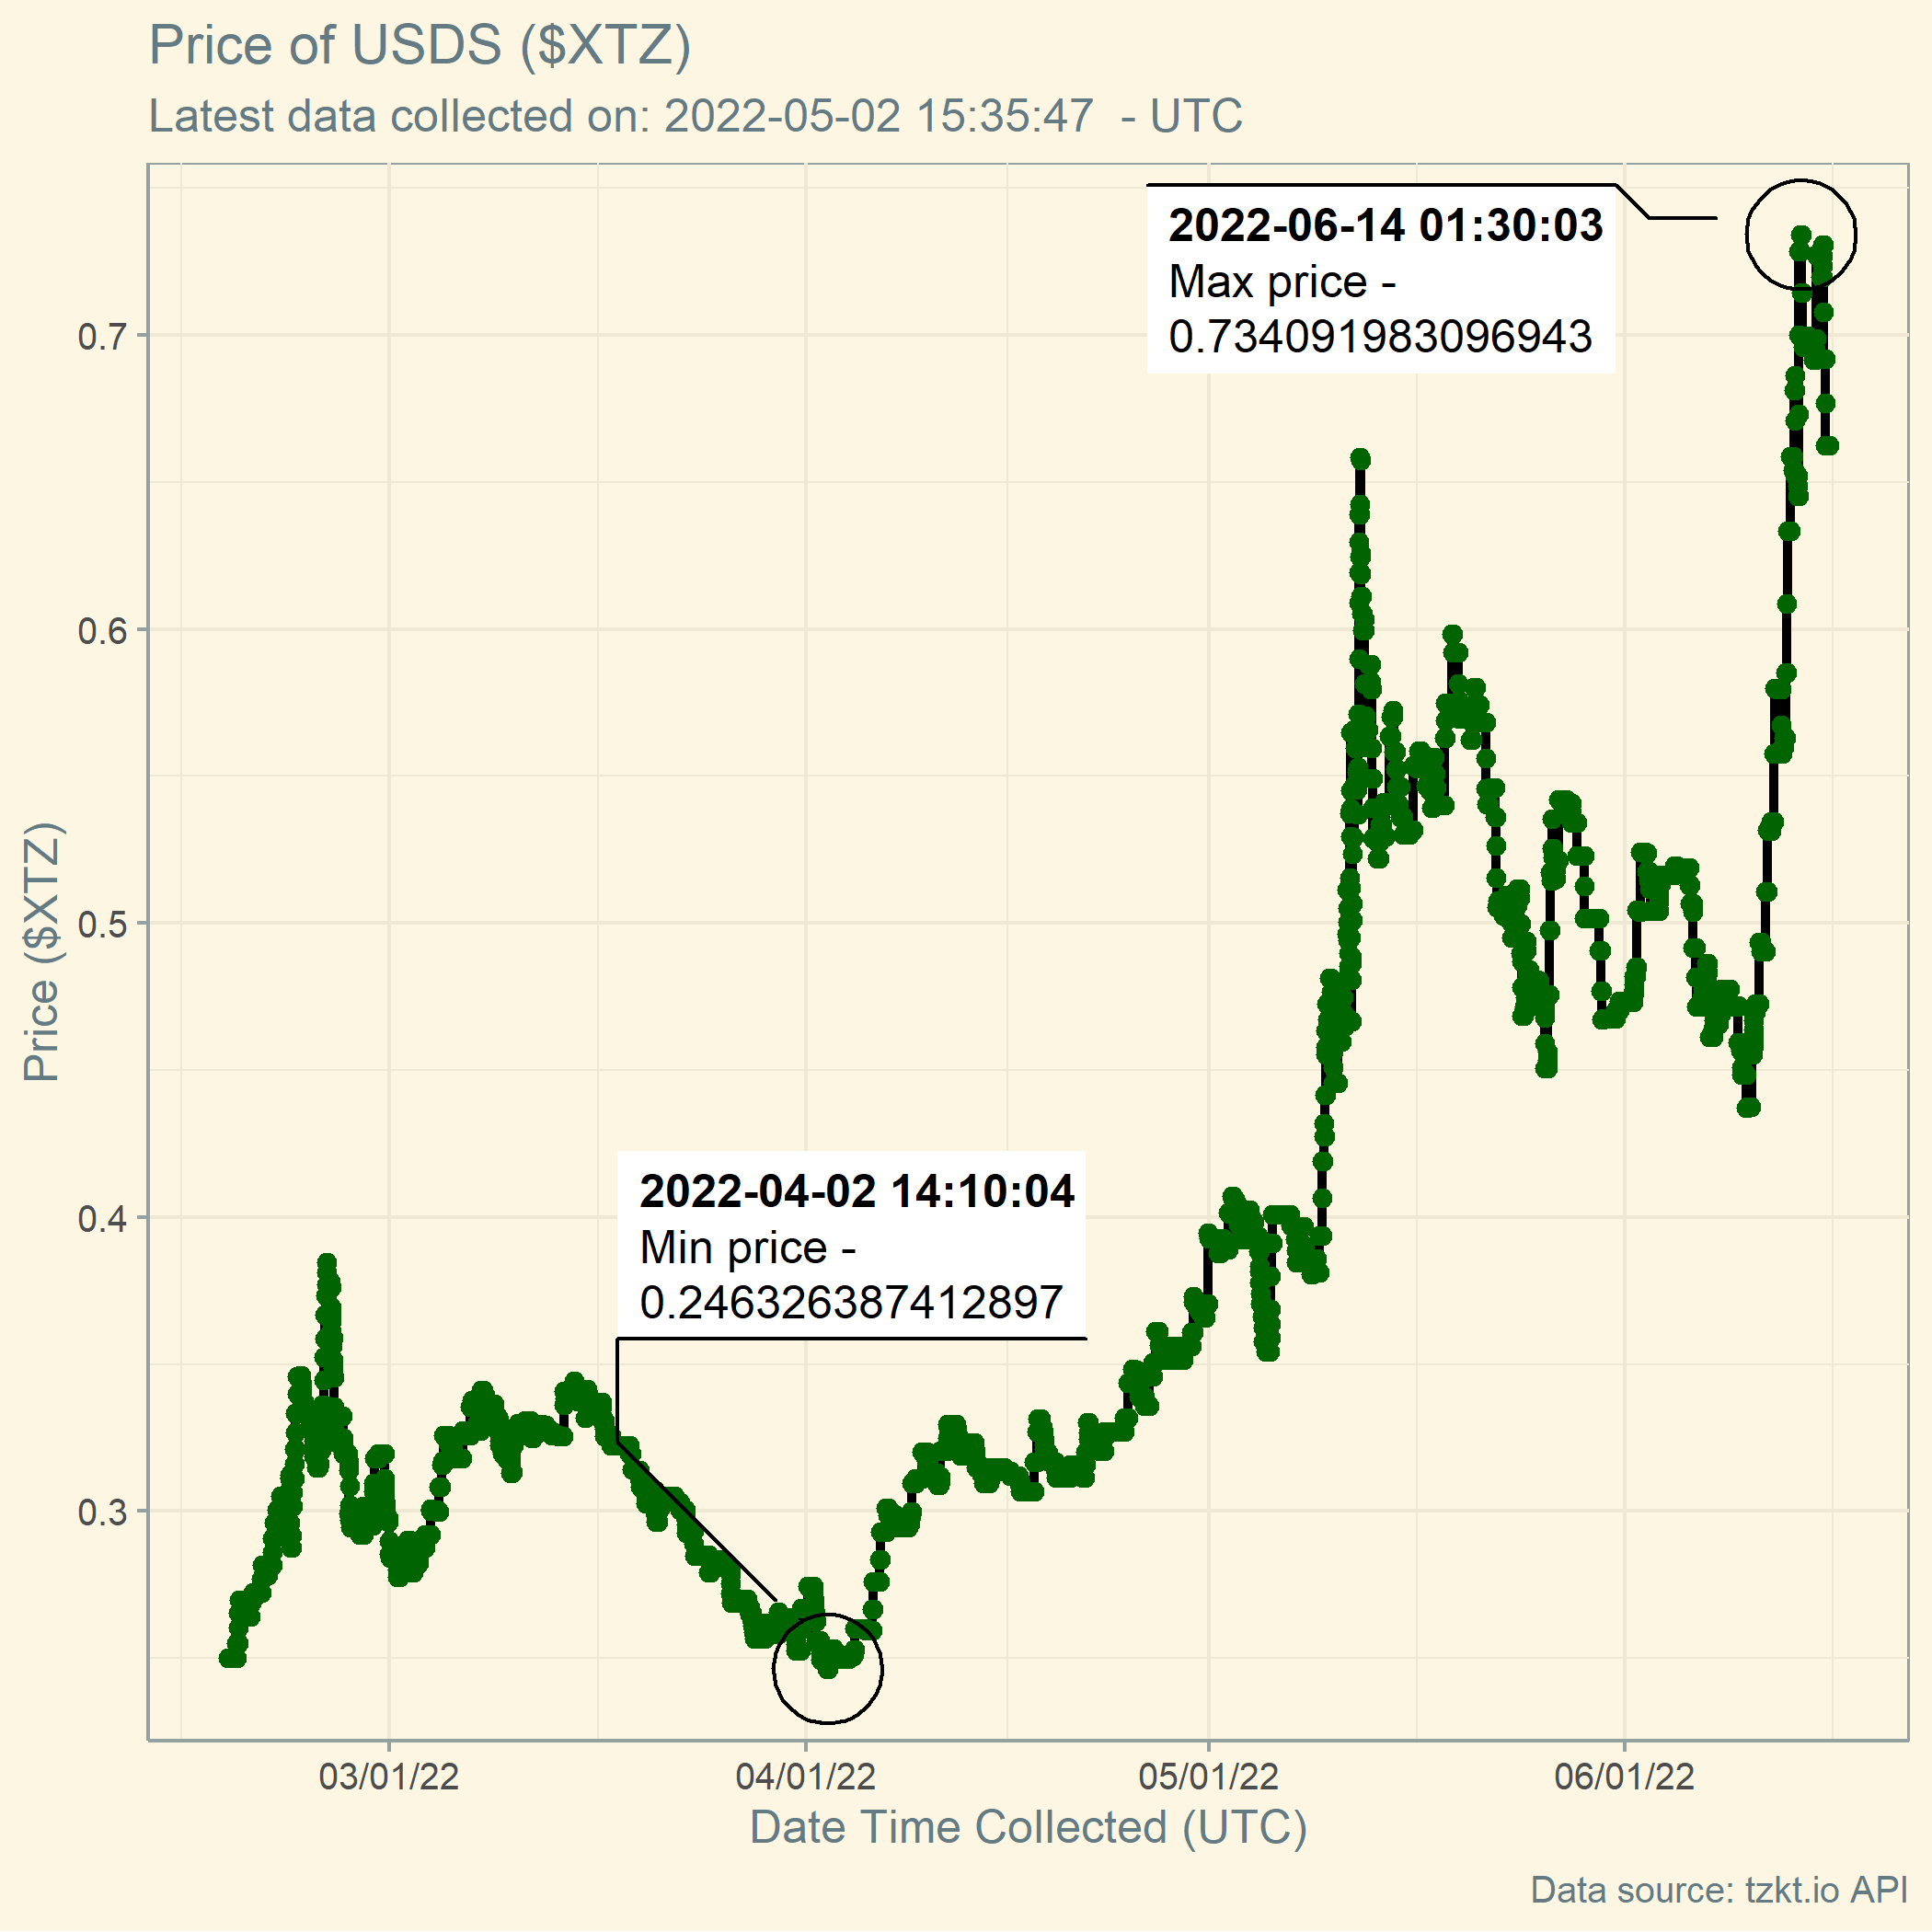 Price of USDS ($XTZ)
Latest data collected on: 2022-05-02 15:35:47  - UTC
2022-06-14 01:30:03
Max price -
0.734091983096943
2022-04-02 14:10:04
Min price -
0.246326387412897
Price ($XTZ)
0.7
0.6
0.5
0.4
0.3
03/01/22
04/01/22
05/01/22
06/01/22
Date Time Collected (UTC)
Data source: tzkt.io API